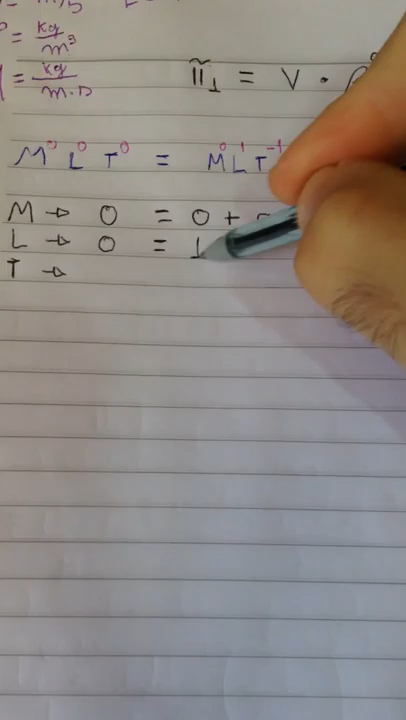 = kg/m³
= kg/m·s
π₁ = V ·
M⁰ L⁰ T⁰ = M⁰ L¹ T⁻¹
M → 0 = 0 +
L → 0 = 1
T →